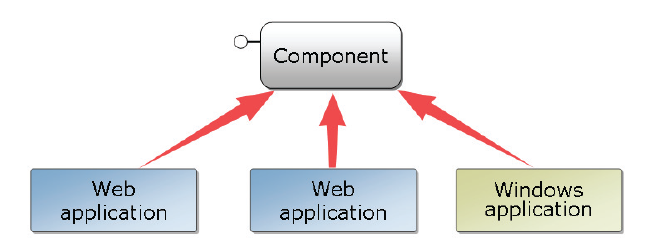 Component
Web
application
Web
application
Windows
application